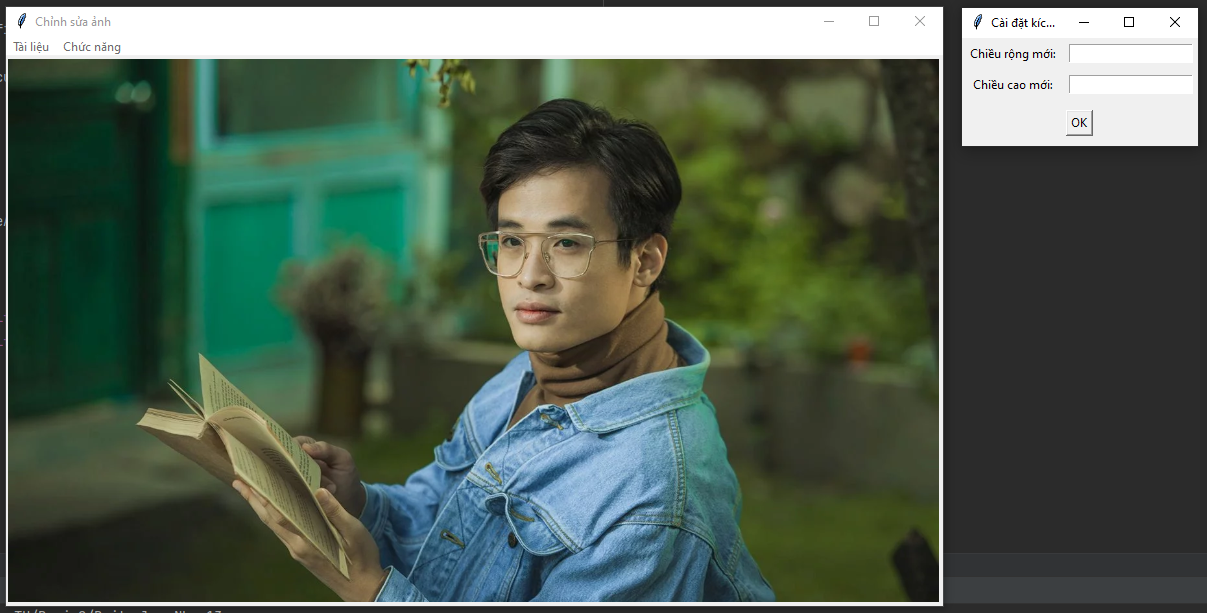 Chỉnh sửa ảnh
Tài liệu Chức năng
Cài đặt kíc...
Chiều rộng mới:
Chiều cao mới:
OK